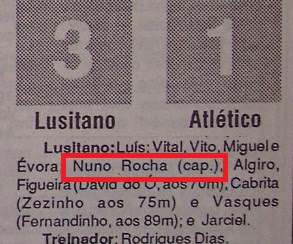 3 1
Lusitano Atlético
Lusitano: Luís; Vital, Vito, Miguel e
Évora, Nuno Rocha (cap.), Algiro,
Figueira (David do Ó, aos 70m), Cabrita
(Zezinho aos 75m) e Vasques
(Fernandinho, aos 89m); e Jarciel.
Treinador: Rodrigues Dias.